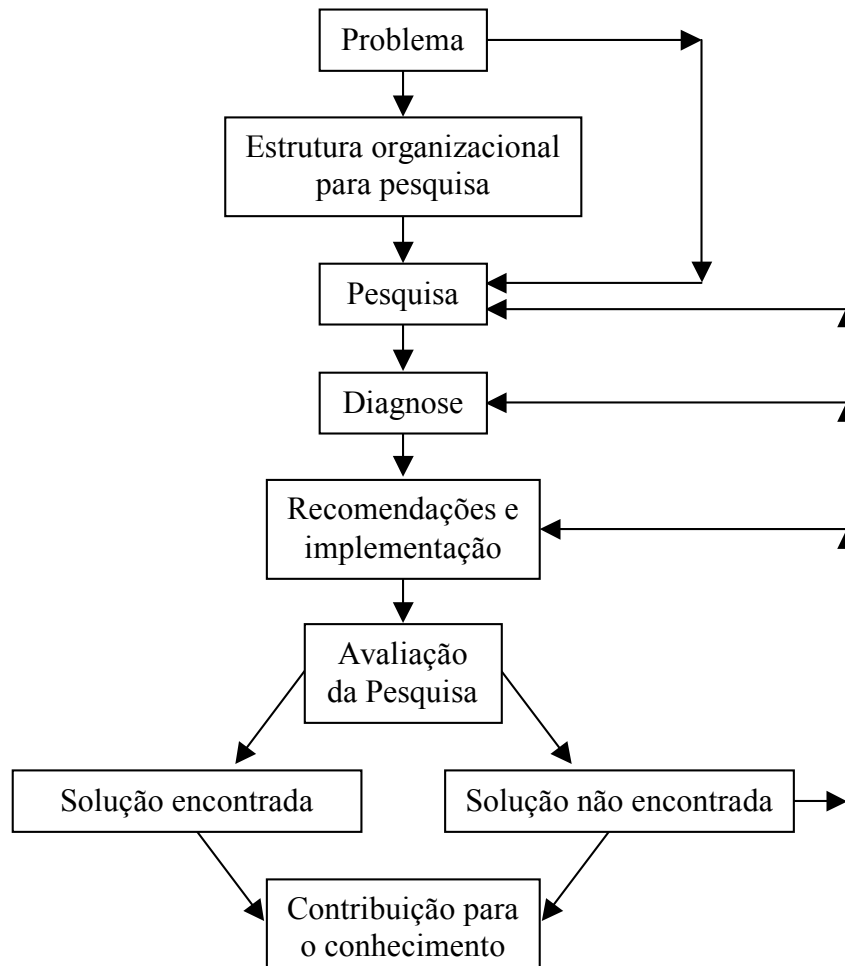 Problema
Estrutura organizacional
para pesquisa
Pesquisa
Diagnose
Recomendações e
implementação
Avaliação
da Pesquisa
Solução encontrada
Solução não encontrada
Contribuição para
o conhecimento